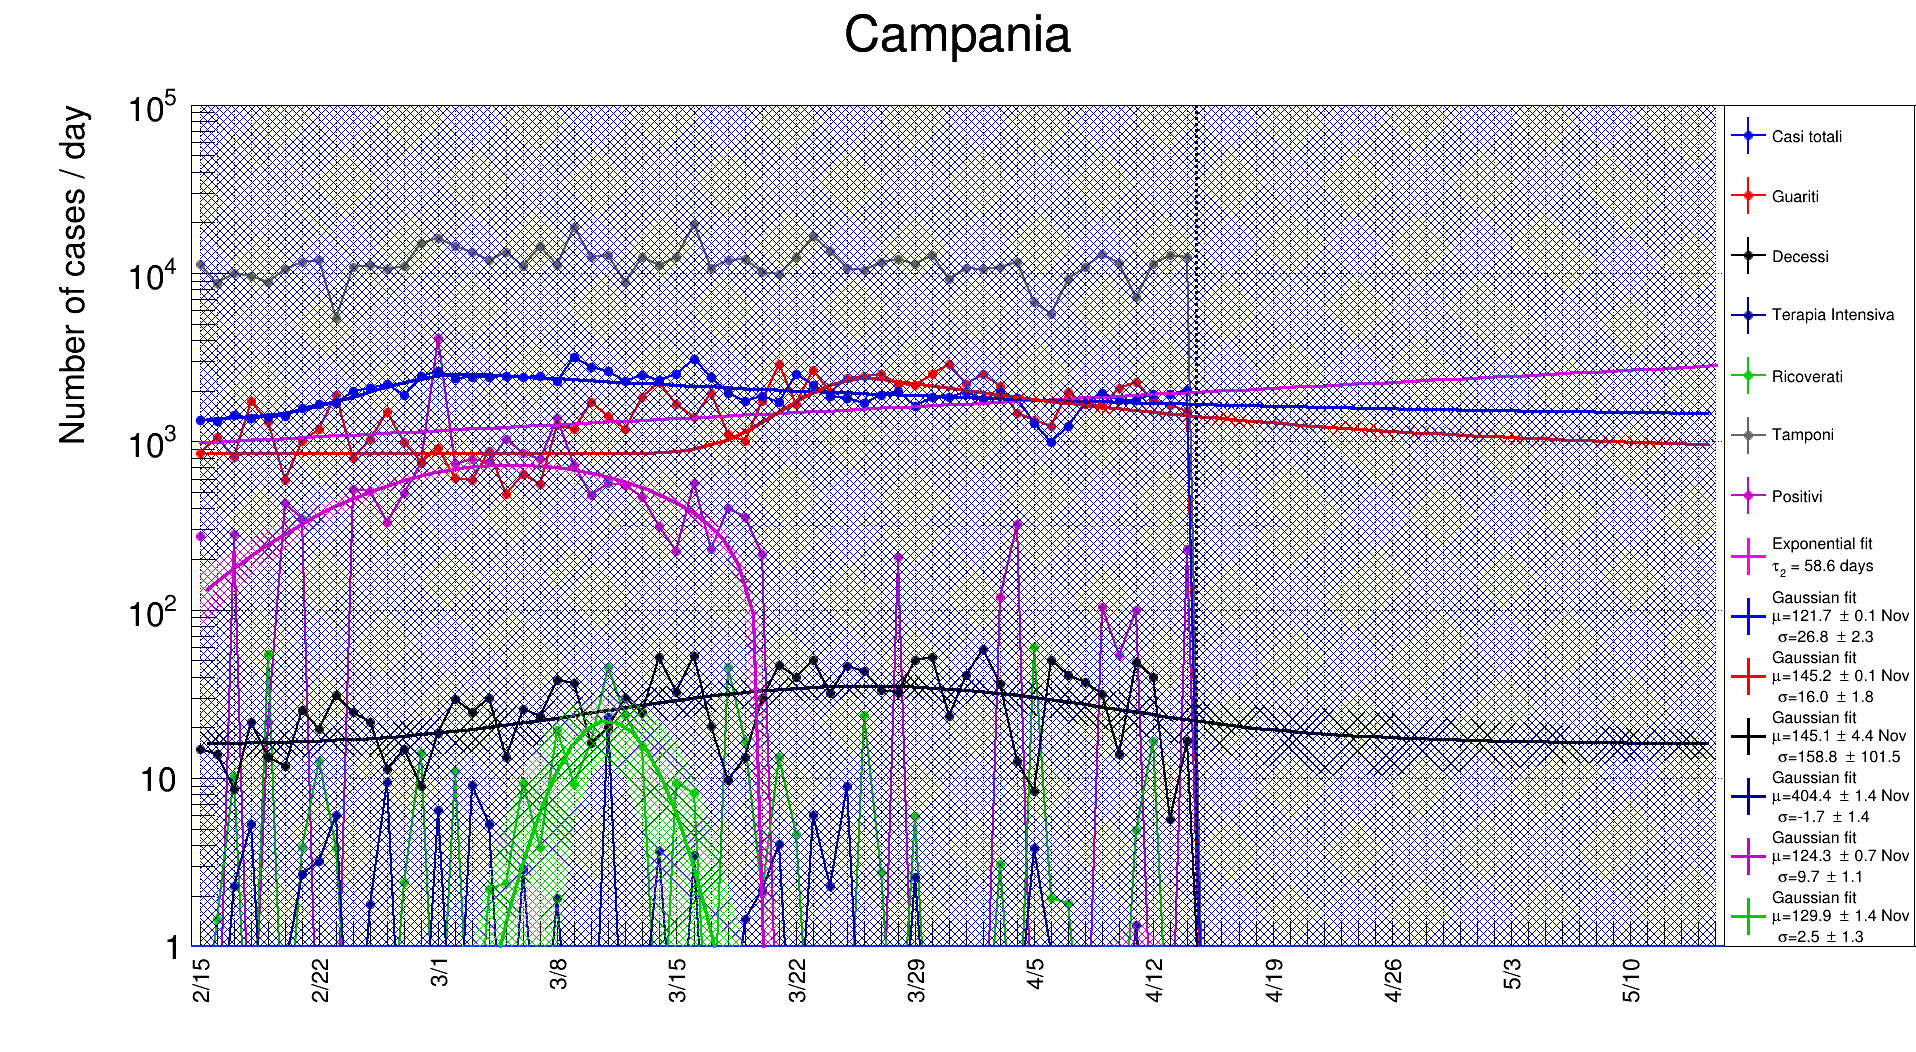 Campania
Number of cases / day
10^5
10^4
10^3
10^2
10
1
2/15
2/22
3/1
3/8
3/15
3/22
3/29
4/5
4/12
4/19
4/26
5/3
5/10
Casi totali
Guariti
Decessi
Terapia Intensiva
Ricoverati
Tamponi
Positivi
Exponential fit
τ₂ = 58.6 days
Gaussian fit
μ=121.7 ± 0.1 Nov
σ=26.8 ± 2.3
Gaussian fit
μ=145.2 ± 0.1 Nov
σ=16.0 ± 1.8
Gaussian fit
μ=145.1 ± 4.4 Nov
σ=158.8 ± 101.5
Gaussian fit
μ=404.4 ± 1.4 Nov
σ=-1.7 ± 1.4
Gaussian fit
μ=124.3 ± 0.7 Nov
σ=9.7 ± 1.1
Gaussian fit
μ=129.9 ± 1.4 Nov
σ=2.5 ± 1.3